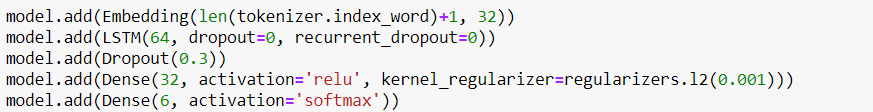 model.add(Embedding(len(tokenizer.index_word)+1, 32))
model.add(LSTM(64, dropout=0, recurrent_dropout=0))
model.add(Dropout(0.3))
model.add(Dense(32, activation='relu', kernel_regularizer=regularizers.l2(0.001)))
model.add(Dense(6, activation='softmax'))